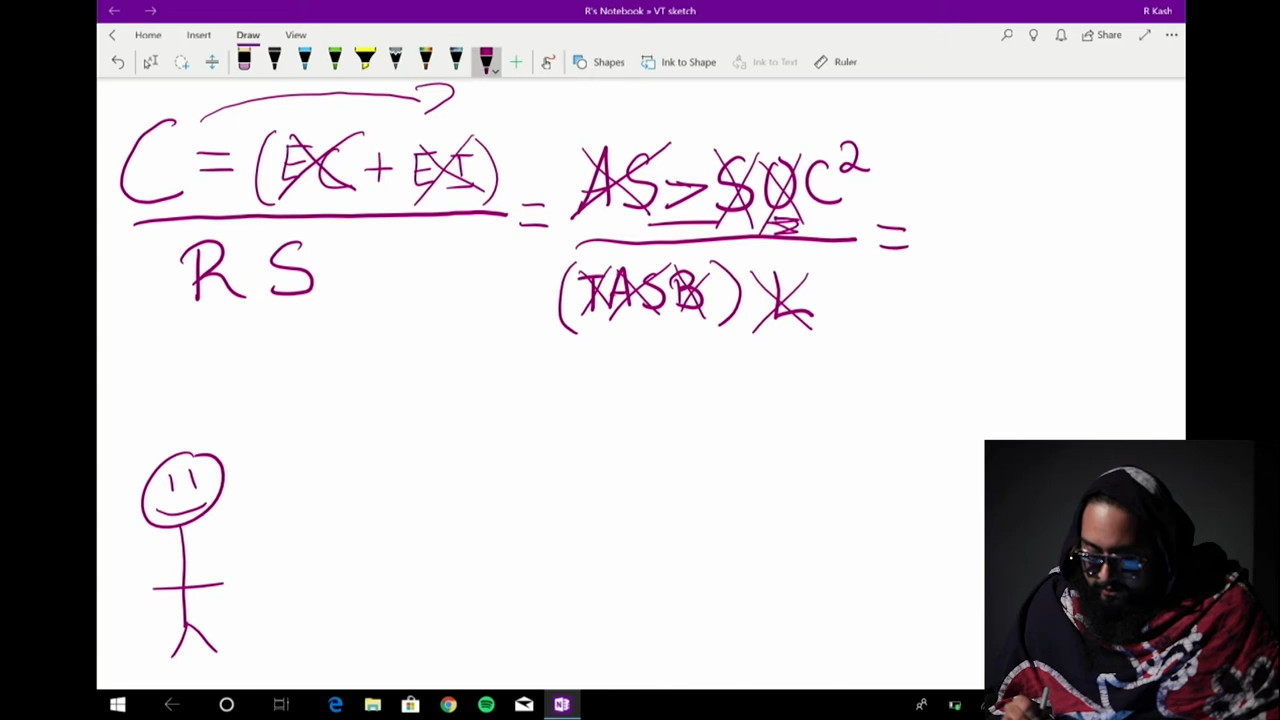 R's Notebook » VT sketch
R Kash
Home Insert Draw View
Share
Shapes Ink to Shape Ink to Text Ruler
C = (EC + EI) = AS ≥ SOC² =
RS (TASB) L